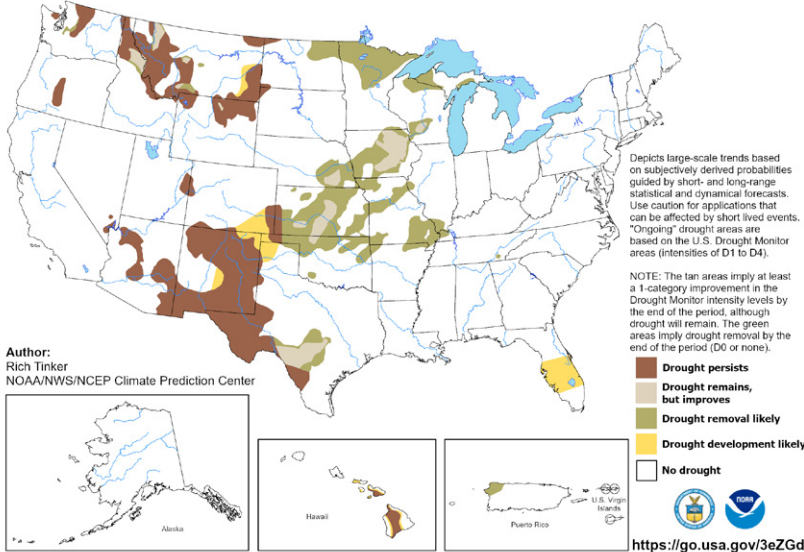 Depicts large-scale trends based
on subjectively derived probabilities
guided by short- and long-range
statistical and dynamical forecasts.
Use caution for applications that
can be affected by short lived events.
"Ongoing" drought areas are
based on the U.S. Drought Monitor
areas (intensities of D1 to D4).
NOTE: The tan areas imply at least
a 1-category improvement in the
Drought Monitor intensity levels by
the end of the period, although
drought will remain. The green
areas imply drought removal by the
end of the period (D0 or none).
Author:
Rich Tinker
NOAA/NWS/NCEP Climate Prediction Center
Drought persists
Drought remains,
but improves
Drought removal likely
Drought development likely
No drought
Alaska
Hawaii
Puerto Rico
U.S. Virgin
Islands
NOAA
https://go.usa.gov/3eZGd